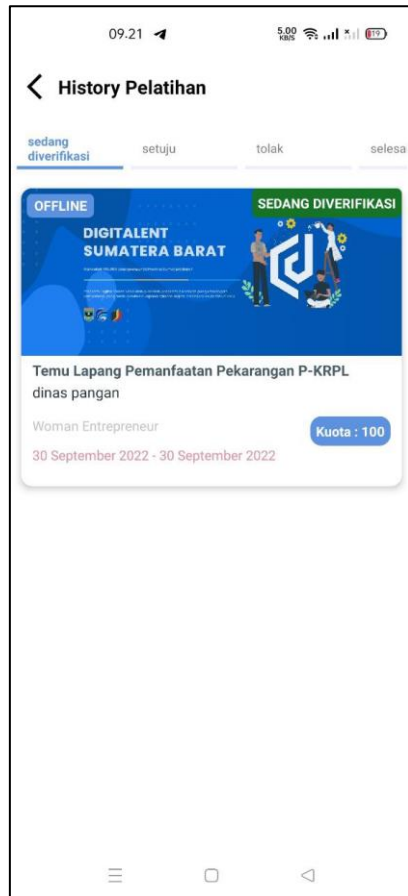 09.21
5.00
KB/S
19
History Pelatihan
sedang
diverifikasi
setuju
tolak
selesa
OFFLINE
SEDANG DIVERIFIKASI
DIGITALENT
SUMATERA BARAT
Temu Lapang Pemanfaatan Pekarangan P-KRPL
dinas pangan
Woman Entrepreneur
Kuota : 100
30 September 2022 - 30 September 2022